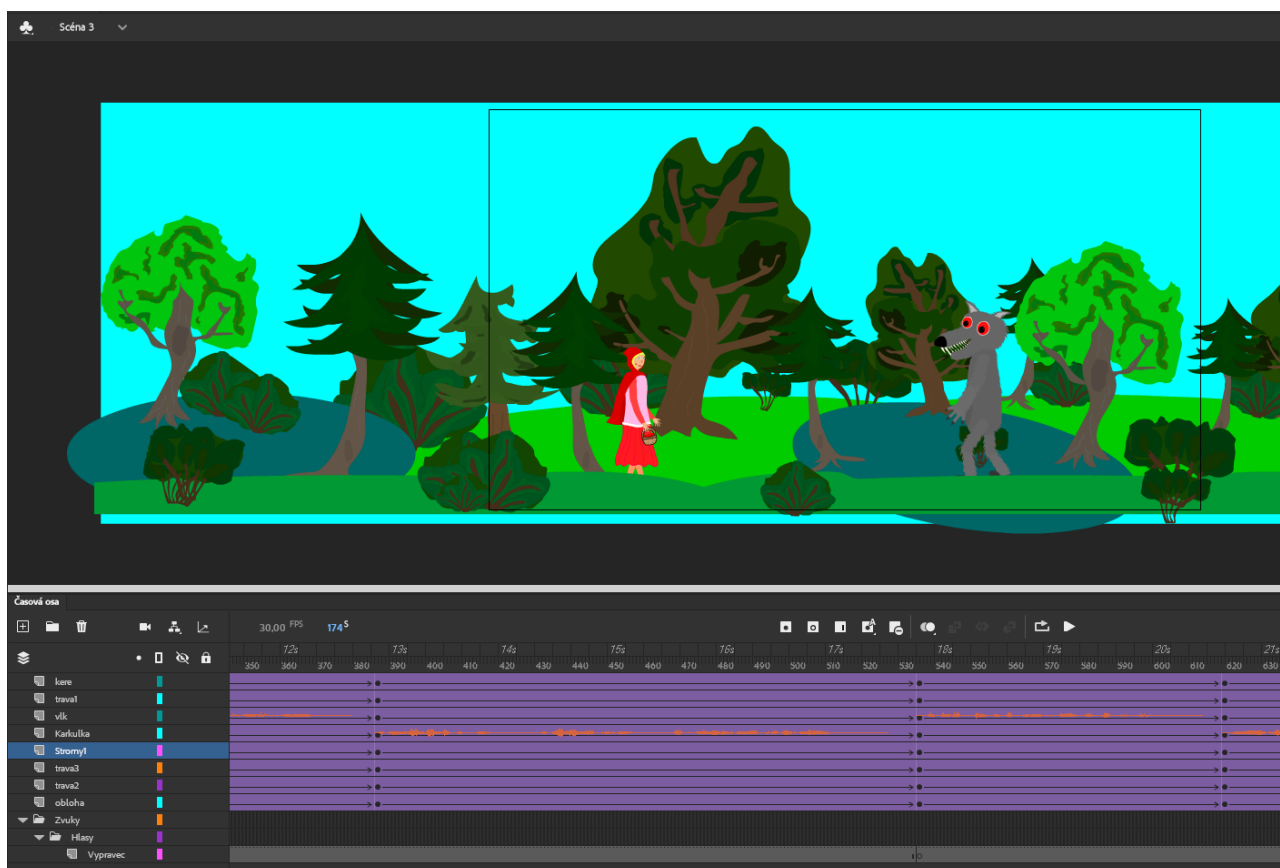 Scéna 3
Časová osa
30,00 FPS 174 S
12s 13s 14s 15s 16s 17s 18s 19s 20s 21s
350 360 370 380 390 400 410 420 430 440 450 460 470 480 490 500 510 520 530 540 550 560 570 580 590 600 610 620 630
kere
trava1
vlk
Karkulka
Stromy1
trava3
trava2
obloha
Zvuky
Hlasy
Vypravec